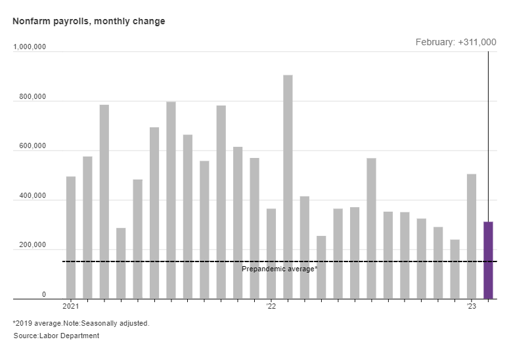 Nonfarm payrolls, monthly change
February: +311,000
1,000,000
800,000
600,000
400,000
200,000
Prepandemic average*
0
2021 '22 '23
*2019 average.Note:Seasonally adjusted.
Source:Labor Department